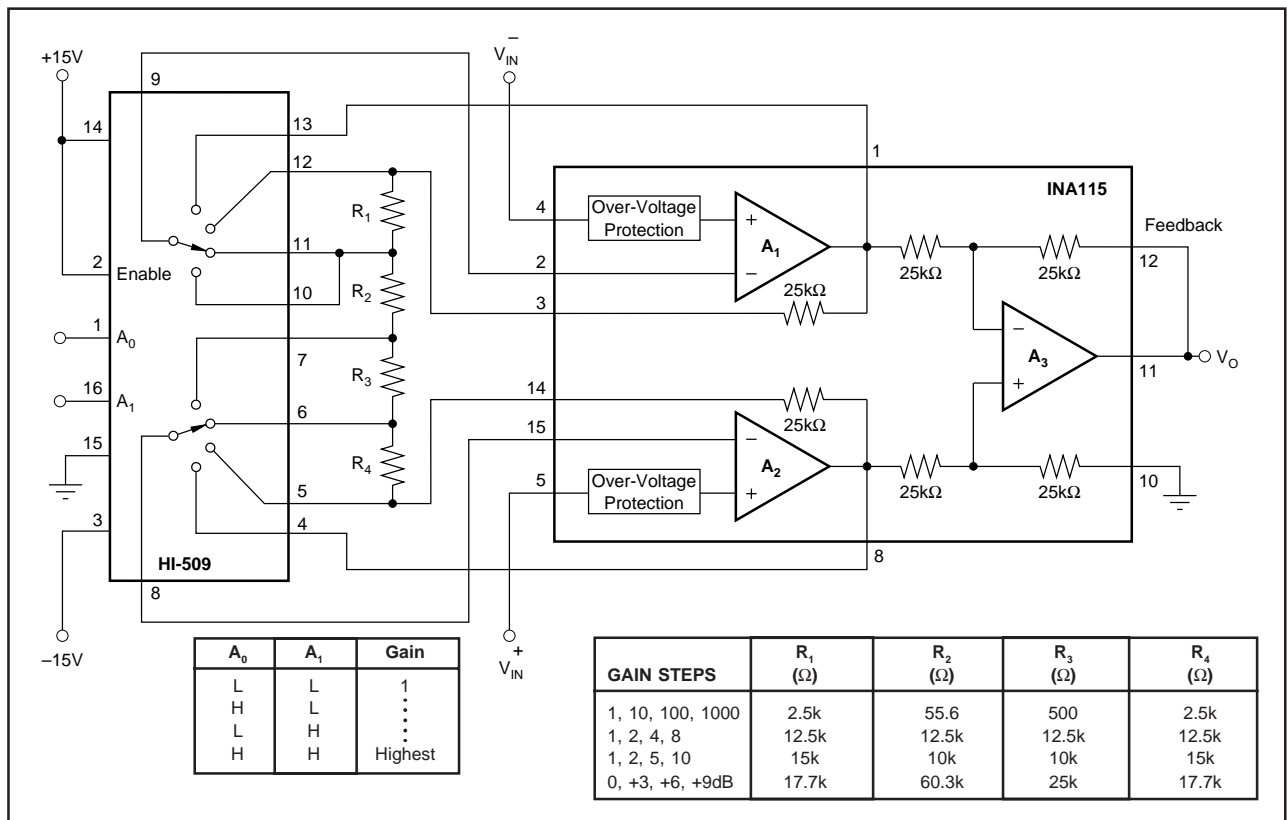 +15V
9
V⁻IN
14
13
12
1
INA115
R1
4
Over-Voltage
Protection
+
A1
−
Feedback
11
2
25kΩ
25kΩ
12
2
Enable
10
R2
3
25kΩ
1
A0
7
−
A3
+
VO
11
R3
16
A1
6
14
25kΩ
15
R4
15
−
A2
+
5
5
Over-Voltage
Protection
25kΩ
25kΩ
10
3
4
HI-509
8
8
–15V
V⁺IN
A0 A1 Gain
L L 1
H L
L H
H H Highest
GAIN STEPS R1 (Ω) R2 (Ω) R3 (Ω) R4 (Ω)
1, 10, 100, 1000 2.5k 55.6 500 2.5k
1, 2, 4, 8 12.5k 12.5k 12.5k 12.5k
1, 2, 5, 10 15k 10k 10k 15k
0, +3, +6, +9dB 17.7k 60.3k 25k 17.7k